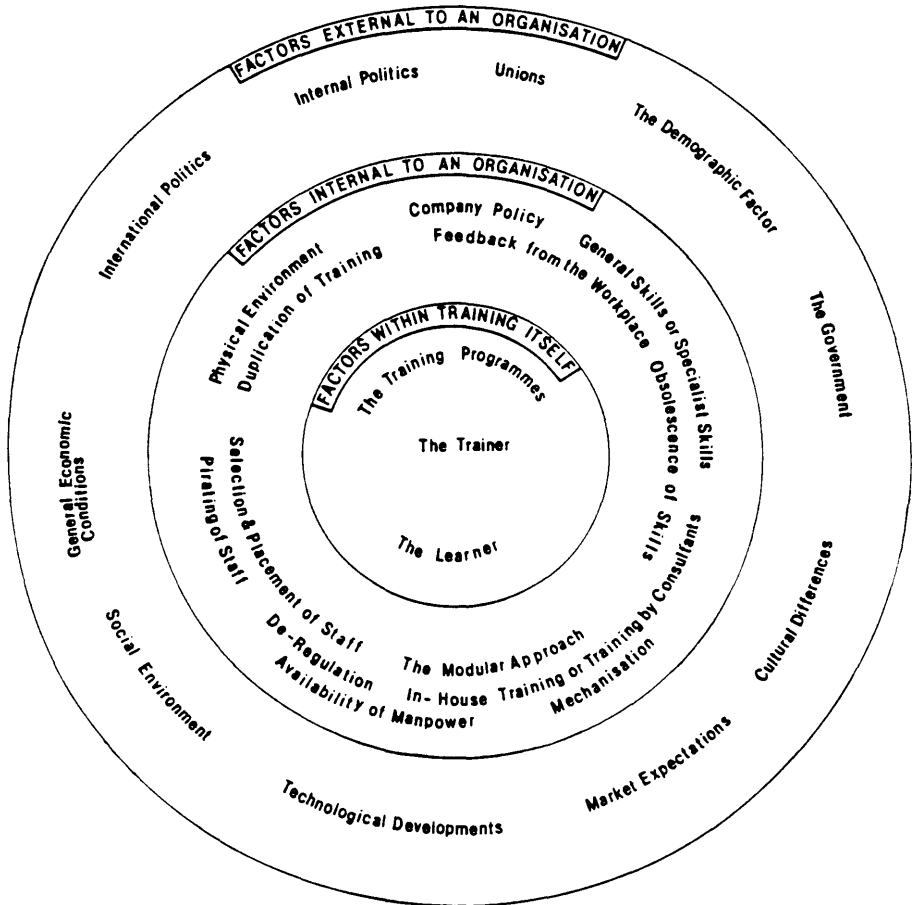 FACTORS EXTERNAL TO AN ORGANISATION
Internal Politics
Unions
The Demographic Factor
International Politics
The Government
General Economic
Conditions
Cultural Differences
Social Environment
Market Expectations
Technological Developments
FACTORS INTERNAL TO AN ORGANISATION
Company Policy
Feedback from the Workplace
General Skills or Specialist Skills
Obsolescence of Skills
Physical Environment
Duplication of Training
Selection & Placement of Staff
Pirating of Staff
De-Regulation
Availability of Manpower
The Modular Approach
In-House Training or Training by Consultants
Mechanisation
FACTORS WITHIN TRAINING ITSELF
The Training Programmes
The Trainer
The Learner